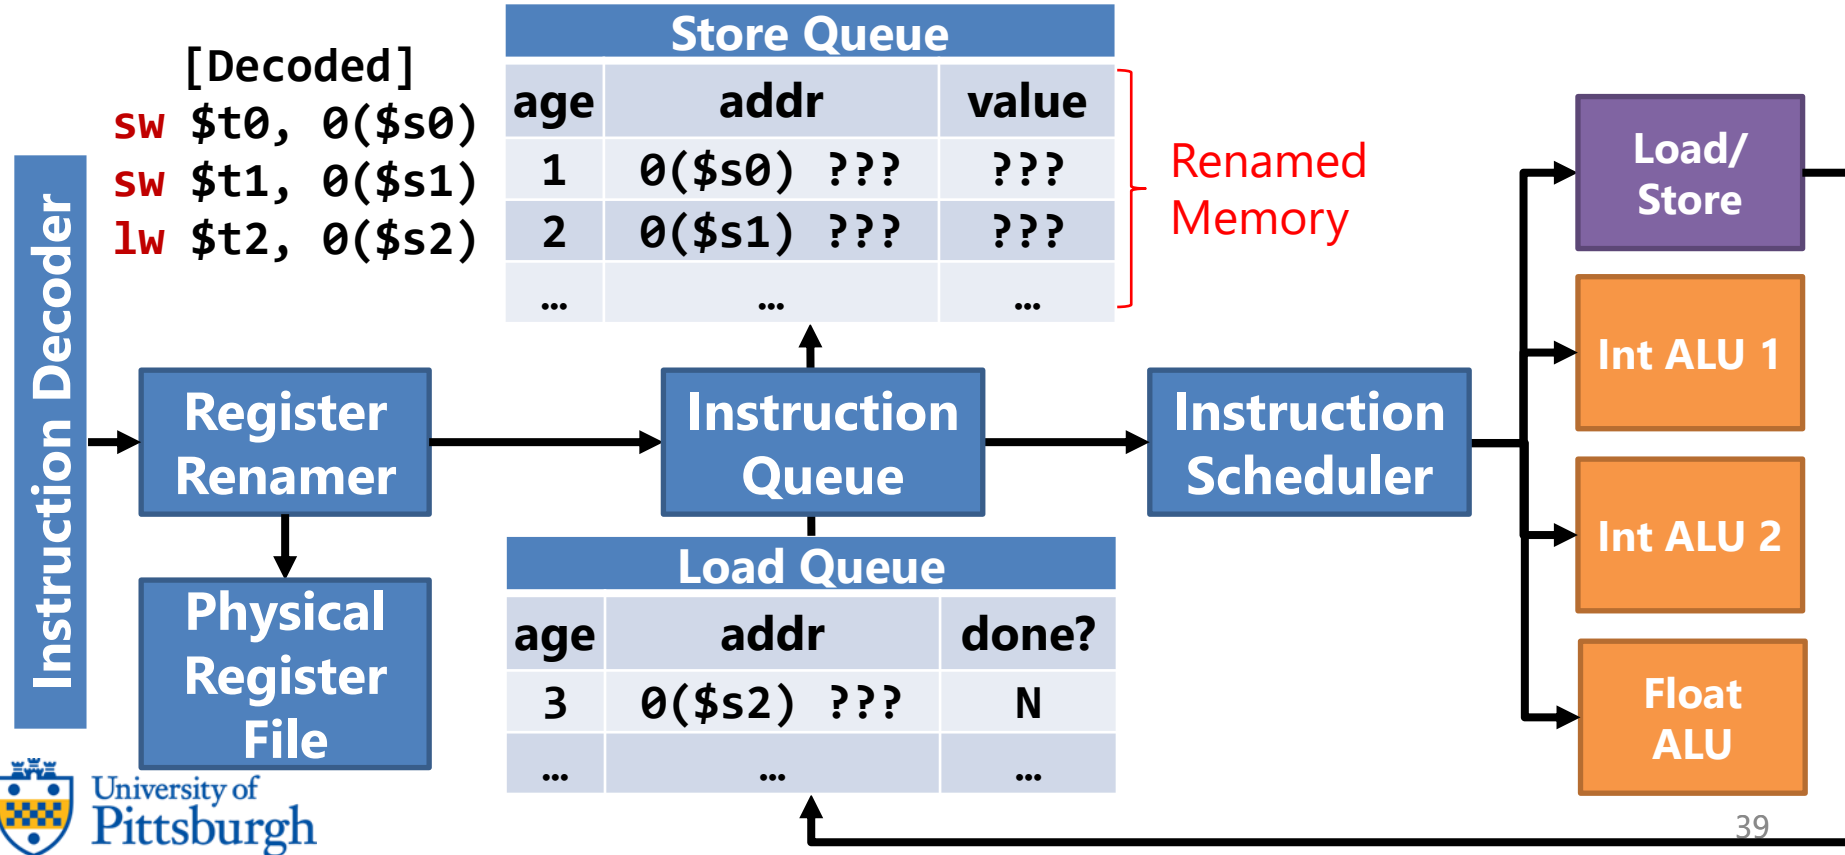 [Decoded]
sw $t0, 0($s0)
sw $t1, 0($s1)
lw $t2, 0($s2)
Instruction Decoder
Store Queue
age addr value
1 0($s0) ??? ???
2 0($s1) ??? ???
… … …
Renamed
Memory
Register
Renamer
Physical
Register
File
Instruction
Queue
Load Queue
age addr done?
3 0($s2) ??? N
… … …
Instruction
Scheduler
Load/
Store
Int ALU 1
Int ALU 2
Float
ALU
University of
Pittsburgh
39